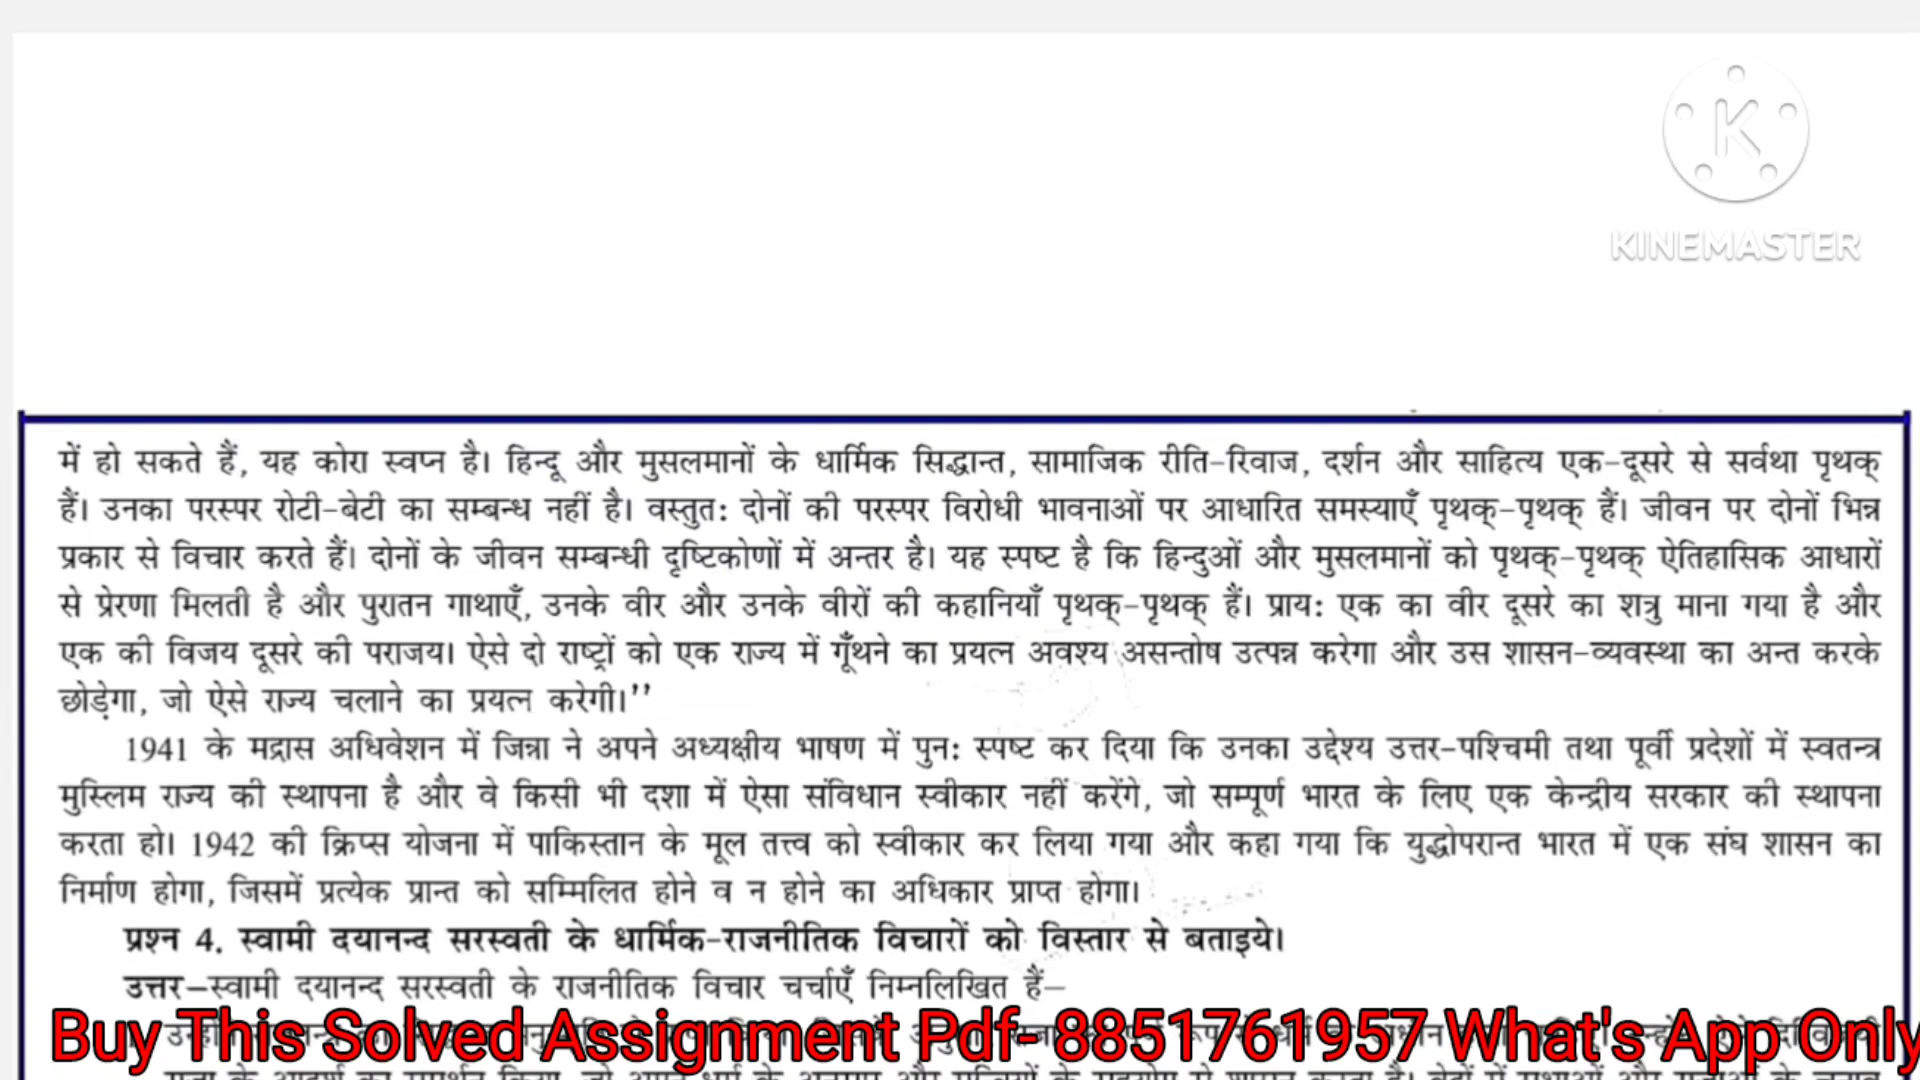 KINEMASTER
में हो सकते हैं, यह कोरा स्वप्न है। हिन्दू और मुसलमानों के धार्मिक सिद्धान्त, सामाजिक रीति-रिवाज, दर्शन और साहित्य एक-दूसरे से सर्वथा पृथक्
हैं। उनका परस्पर रोटी-बेटी का सम्बन्ध नहीं है। वस्तुत: दोनों की परस्पर विरोधी भावनाओं पर आधारित समस्याएँ पृथक्-पृथक् हैं। जीवन पर दोनों भिन्न
प्रकार से विचार करते हैं। दोनों के जीवन सम्बन्धी दृष्टिकोणों में अन्तर है। यह स्पष्ट है कि हिन्दुओं और मुसलमानों को पृथक्-पृथक् ऐतिहासिक आधारों
से प्रेरणा मिलती है और पुरातन गाथाएँ, उनके वीर और उनके वीरों की कहानियाँ पृथक्-पृथक् हैं। प्राय: एक का वीर दूसरे का शत्रु माना गया है और
एक की विजय दूसरे की पराजय। ऐसे दो राष्ट्रों को एक राज्य में गूँथने का प्रयत्न अवश्य असन्तोष उत्पन्न करेगा और उस शासन-व्यवस्था का अन्त करके
छोड़ेगा, जो ऐसे राज्य चलाने का प्रयत्न करेगी।’’
1941 के मद्रास अधिवेशन में जिन्ना ने अपने अध्यक्षीय भाषण में पुन: स्पष्ट कर दिया कि उनका उद्देश्य उत्तर-पश्चिमी तथा पूर्वी प्रदेशों में स्वतन्त्र
मुस्लिम राज्य की स्थापना है और वे किसी भी दशा में ऐसा संविधान स्वीकार नहीं करेंगे, जो सम्पूर्ण भारत के लिए एक केन्द्रीय सरकार की स्थापना
करता हो। 1942 की क्रिप्स योजना में पाकिस्तान के मूल तत्त्व को स्वीकार कर लिया गया और कहा गया कि युद्धोपरान्त भारत में एक संघ शासन का
निर्माण होगा, जिसमें प्रत्येक प्रान्त को सम्मिलित होने व न होने का अधिकार प्राप्त होगा।
प्रश्न 4. स्वामी दयानन्द सरस्वती के धार्मिक-राजनीतिक विचारों को विस्तार से बताइये।
उत्तर–स्वामी दयानन्द सरस्वती के राजनीतिक विचार चर्चाएँ निम्नलिखित हैं–
Buy This Solved Assignment Pdf- 8851761957 What's App Only